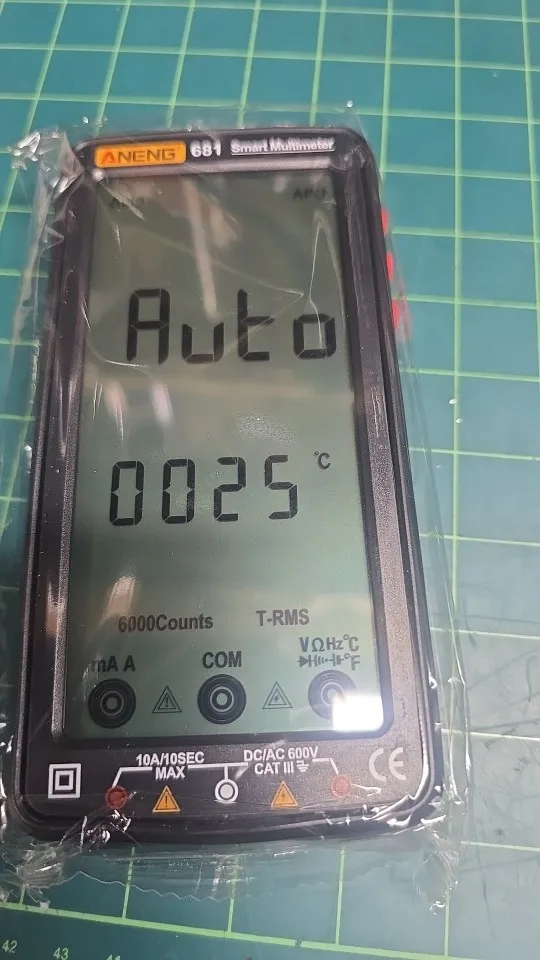 ANENG 681 Smart Multimeter
APO
Auto
0025 °C
6000Counts T-RMS
mA A COM VΩHz°C
°F
10A/10SEC DC/AC 600V
MAX CAT III
CE
42 43 44